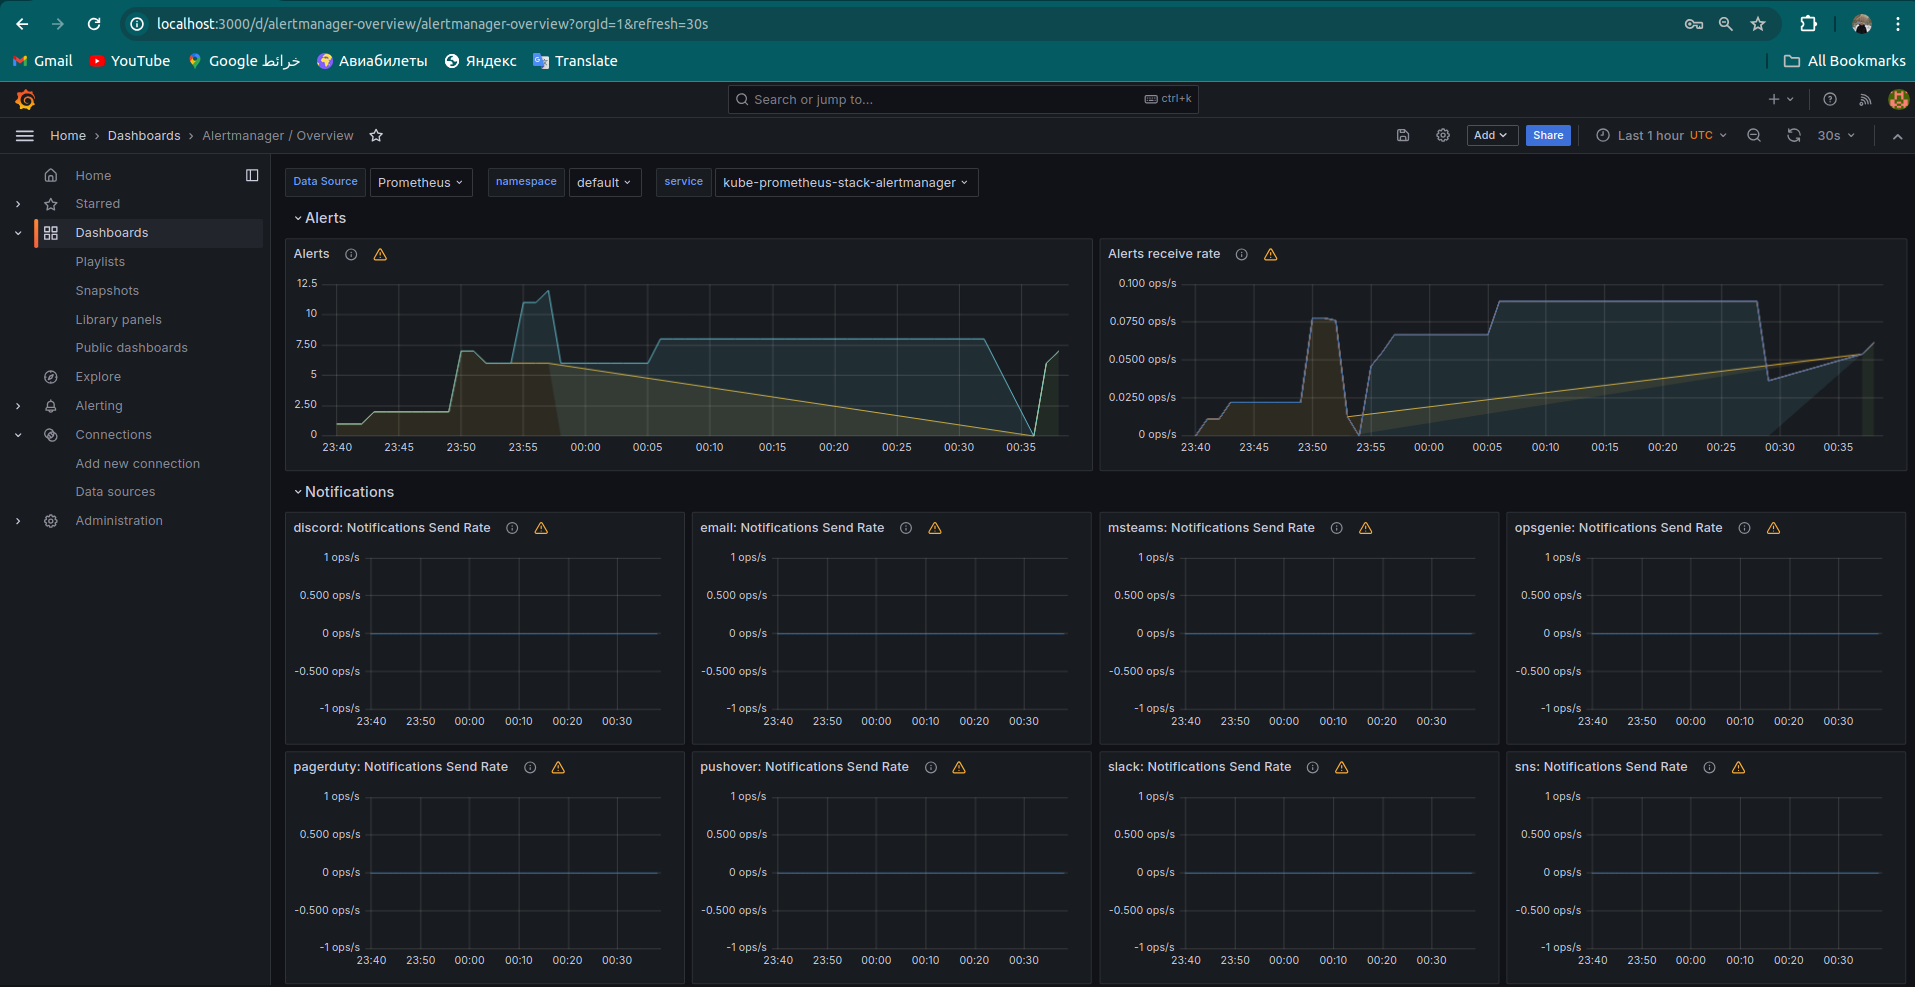 localhost:3000/d/alertmanager-overview/alertmanager-overview?orgId=1&refresh=30s
Gmail YouTube Google خرائط Авиабилеты Яндекс Translate All Bookmarks
Search or jump to... ctrl+k
Home › Dashboards › Alertmanager / Overview Add Share Last 1 hour UTC 30s
Home
Starred
Dashboards
Playlists
Snapshots
Library panels
Public dashboards
Explore
Alerting
Connections
Add new connection
Data sources
Administration
Data Source Prometheus namespace default service kube-prometheus-stack-alertmanager
Alerts
Alerts
12.5
10
7.50
5
2.50
0
23:40 23:45 23:50 23:55 00:00 00:05 00:10 00:15 00:20 00:25 00:30 00:35
Alerts receive rate
0.100 ops/s
0.0750 ops/s
0.0500 ops/s
0.0250 ops/s
0 ops/s
23:40 23:45 23:50 23:55 00:00 00:05 00:10 00:15 00:20 00:25 00:30 00:35
Notifications
discord: Notifications Send Rate
1 ops/s
0.500 ops/s
0 ops/s
-0.500 ops/s
-1 ops/s
23:40 23:50 00:00 00:10 00:20 00:30
email: Notifications Send Rate
1 ops/s
0.500 ops/s
0 ops/s
-0.500 ops/s
-1 ops/s
23:40 23:50 00:00 00:10 00:20 00:30
msteams: Notifications Send Rate
1 ops/s
0.500 ops/s
0 ops/s
-0.500 ops/s
-1 ops/s
23:40 23:50 00:00 00:10 00:20 00:30
opsgenie: Notifications Send Rate
1 ops/s
0.500 ops/s
0 ops/s
-0.500 ops/s
-1 ops/s
23:40 23:50 00:00 00:10 00:20 00:30
pagerduty: Notifications Send Rate
1 ops/s
0.500 ops/s
0 ops/s
-0.500 ops/s
-1 ops/s
23:40 23:50 00:00 00:10 00:20 00:30
pushover: Notifications Send Rate
1 ops/s
0.500 ops/s
0 ops/s
-0.500 ops/s
-1 ops/s
23:40 23:50 00:00 00:10 00:20 00:30
slack: Notifications Send Rate
1 ops/s
0.500 ops/s
0 ops/s
-0.500 ops/s
-1 ops/s
23:40 23:50 00:00 00:10 00:20 00:30
sns: Notifications Send Rate
1 ops/s
0.500 ops/s
0 ops/s
-0.500 ops/s
-1 ops/s
23:40 23:50 00:00 00:10 00:20 00:30